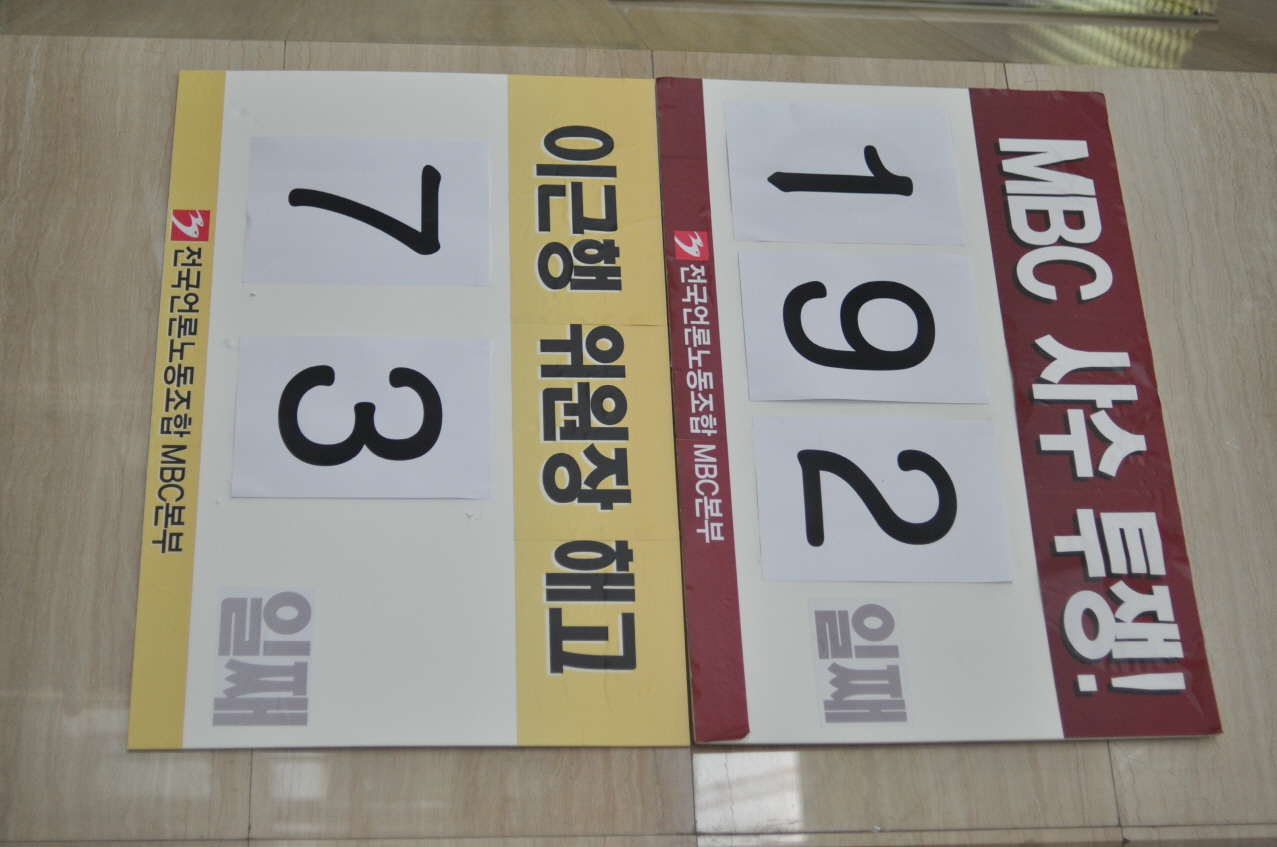 MBC 사수 투쟁!
192
일째
전국언론노동조합 MBC본부
이근행 위원장 해고
73
일째
전국언론노동조합 MBC본부